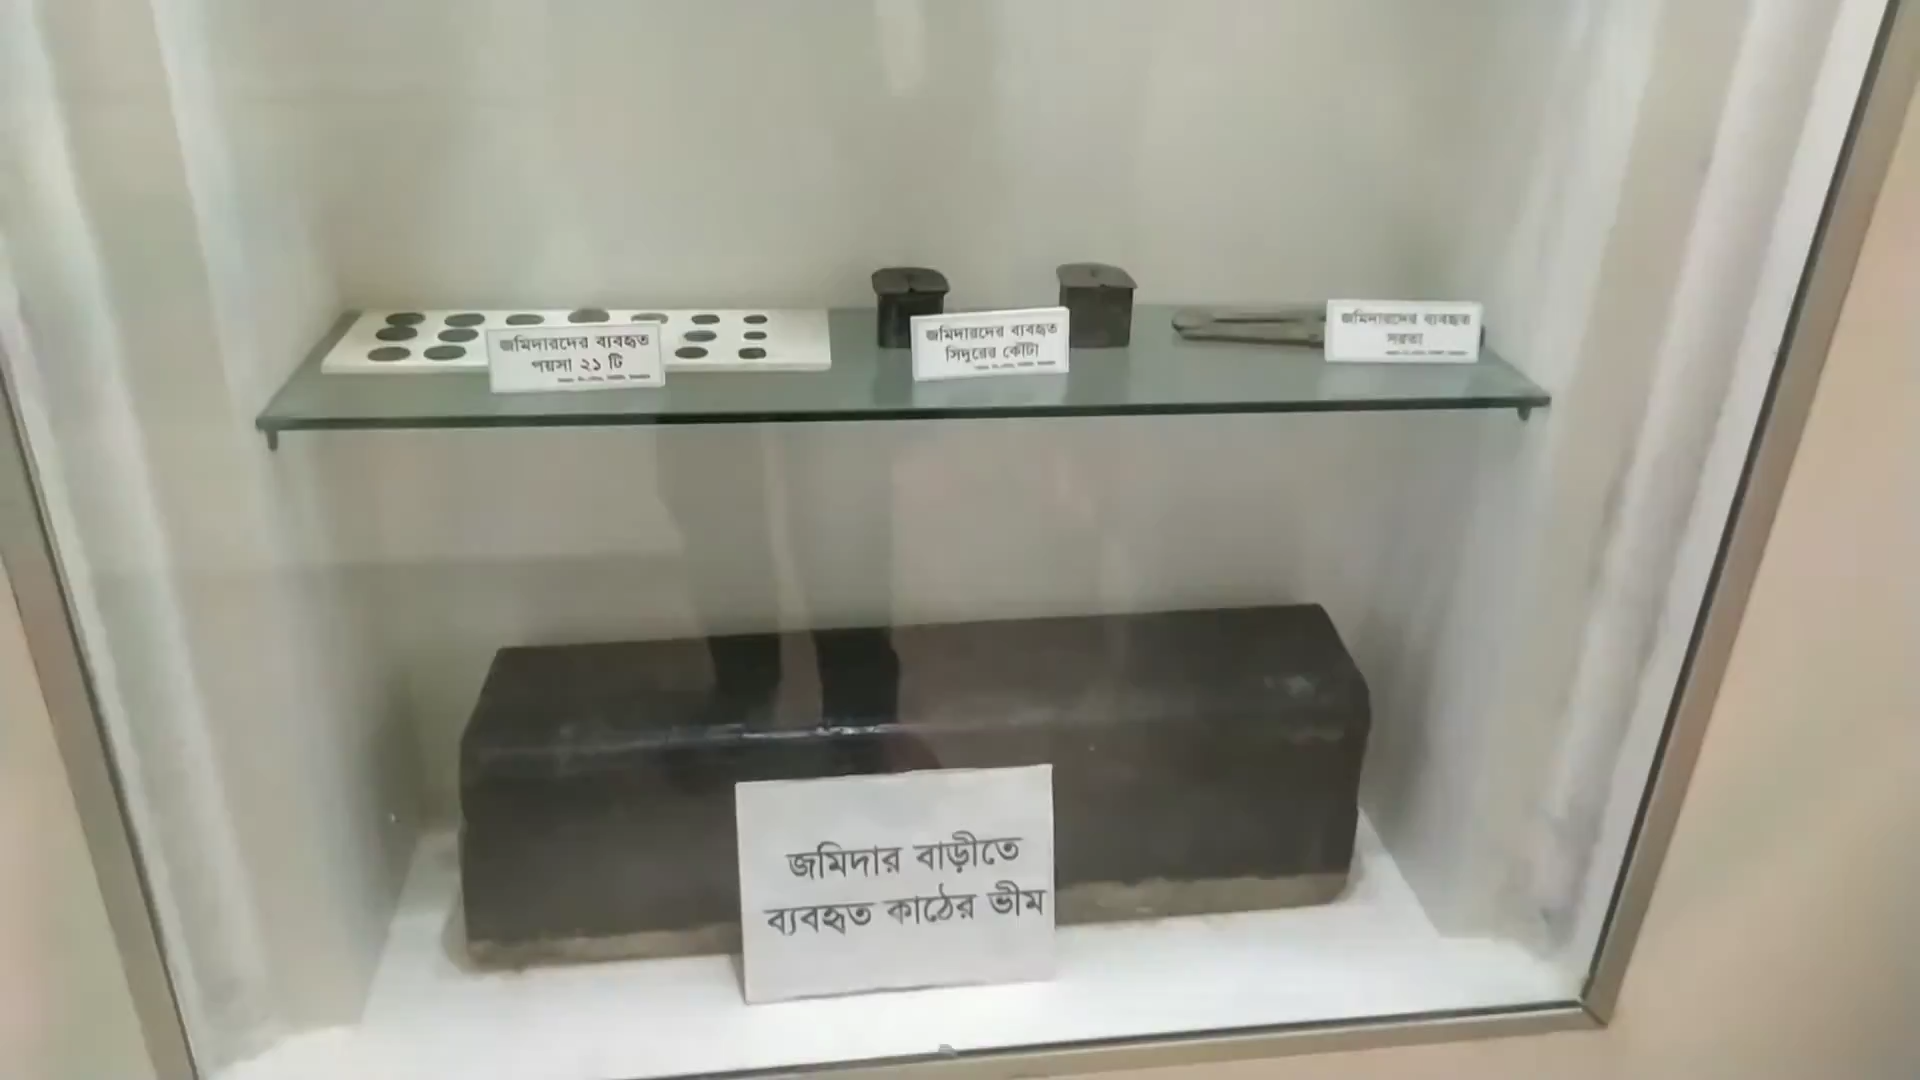 জমিদারদের ব্যবহৃত
পয়সা ২১ টি
জমিদারদের ব্যবহৃত
সিদুরের কৌটা
জমিদারদের ব্যবহৃত
সরতা
জমিদার বাড়ীতে
ব্যবহৃত কাঠের ভীম